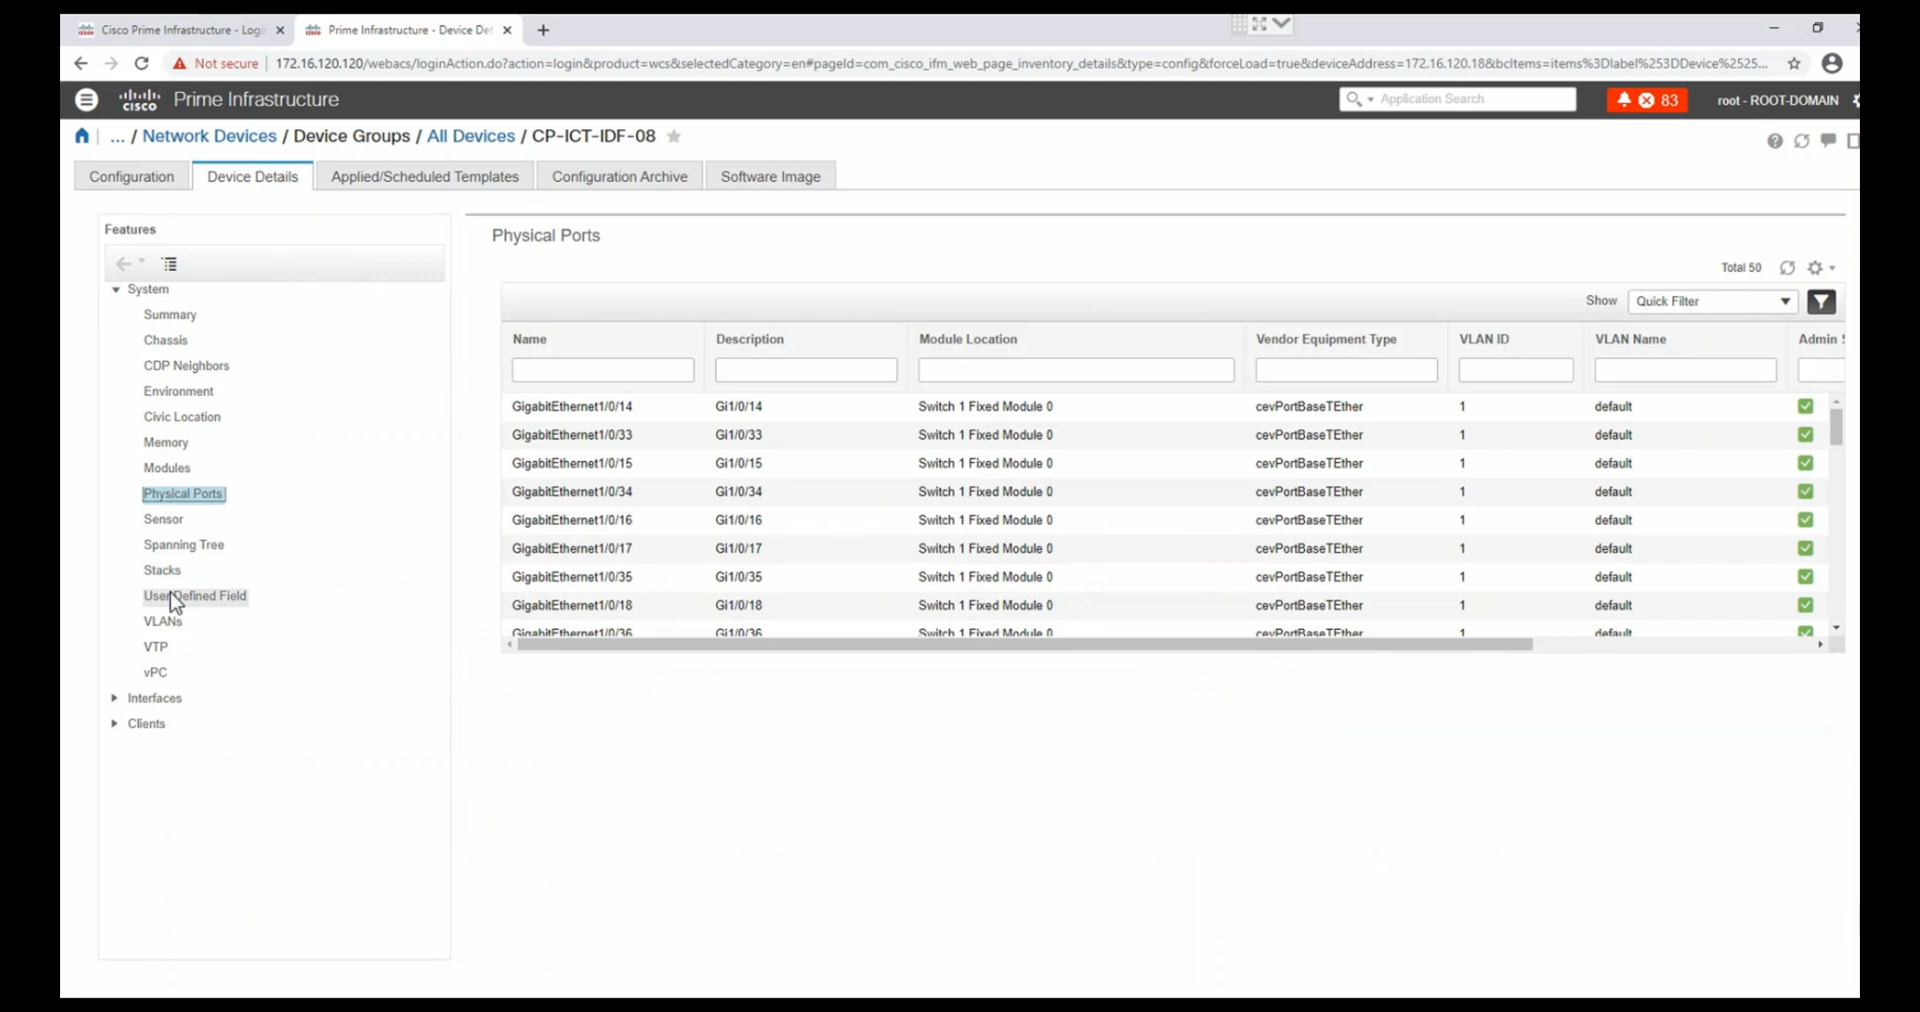 Cisco Prime Infrastructure - Logi
Prime Infrastructure - Device Det
Not secure 172.16.120.120/webacs/loginAction.do?action=login&product=wcs&selectedCategory=en#pageId=com_cisco_ifm_web_page_inventory_details&type=config&forceLoad=true&deviceAddress=172.16.120.18&bcItems=items%3Dlabel%253DDevice%2525...
cisco Prime Infrastructure
Application Search
83
root - ROOT-DOMAIN
... / Network Devices / Device Groups / All Devices / CP-ICT-IDF-08
Configuration Device Details Applied/Scheduled Templates Configuration Archive Software Image
Features
System
Summary
Chassis
CDP Neighbors
Environment
Civic Location
Memory
Modules
Physical Ports
Sensor
Spanning Tree
Stacks
User Defined Field
VLANs
VTP
vPC
Interfaces
Clients
Physical Ports
Total 50
Show Quick Filter
Name Description Module Location Vendor Equipment Type VLAN ID VLAN Name Admin S
GigabitEthernet1/0/14 Gi1/0/14 Switch 1 Fixed Module 0 cevPortBaseTEther 1 default
GigabitEthernet1/0/33 Gi1/0/33 Switch 1 Fixed Module 0 cevPortBaseTEther 1 default
GigabitEthernet1/0/15 Gi1/0/15 Switch 1 Fixed Module 0 cevPortBaseTEther 1 default
GigabitEthernet1/0/34 Gi1/0/34 Switch 1 Fixed Module 0 cevPortBaseTEther 1 default
GigabitEthernet1/0/16 Gi1/0/16 Switch 1 Fixed Module 0 cevPortBaseTEther 1 default
GigabitEthernet1/0/17 Gi1/0/17 Switch 1 Fixed Module 0 cevPortBaseTEther 1 default
GigabitEthernet1/0/35 Gi1/0/35 Switch 1 Fixed Module 0 cevPortBaseTEther 1 default
GigabitEthernet1/0/18 Gi1/0/18 Switch 1 Fixed Module 0 cevPortBaseTEther 1 default
GigabitEthernet1/0/36 Gi1/0/36 Switch 1 Fixed Module 0 cevPortBaseTEther 1 default